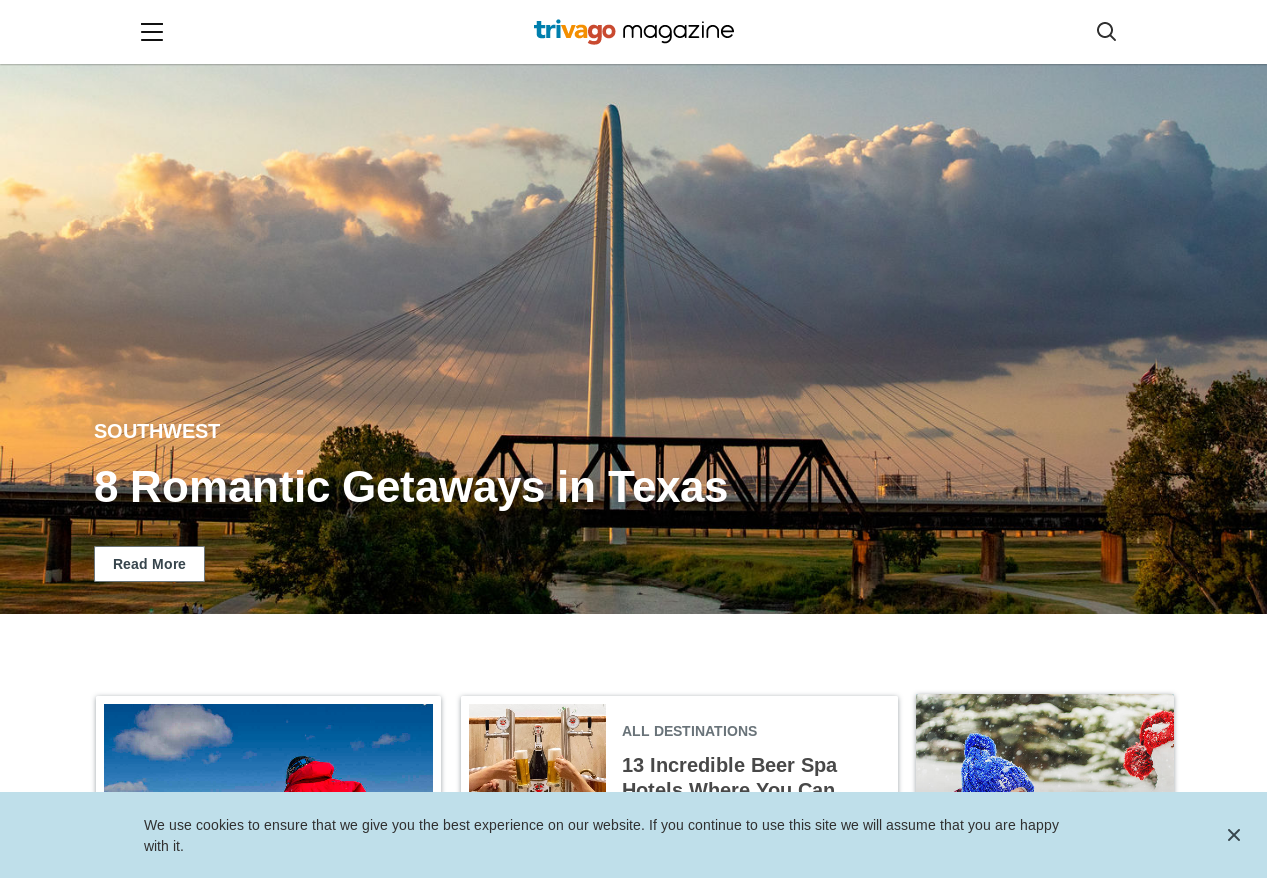 trivago magazine
SOUTHWEST
8 Romantic Getaways in Texas
Read More
ALL DESTINATIONS
13 Incredible Beer Spa
Hotels Where You Can
We use cookies to ensure that we give you the best experience on our website. If you continue to use this site we will assume that you are happy
with it.